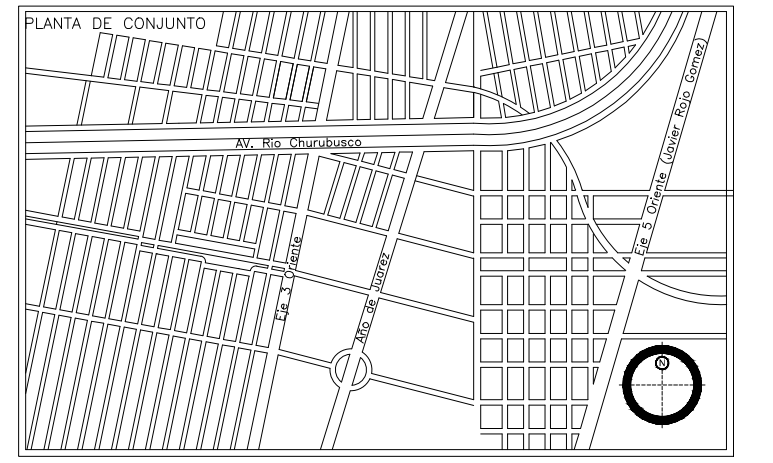 PLANTA DE CONJUNTO
AV. Rio Churubusco
Eje 5 Oriente (Javier Rojo Gomez)
Eje 3 Oriente
Año de Juarez
N